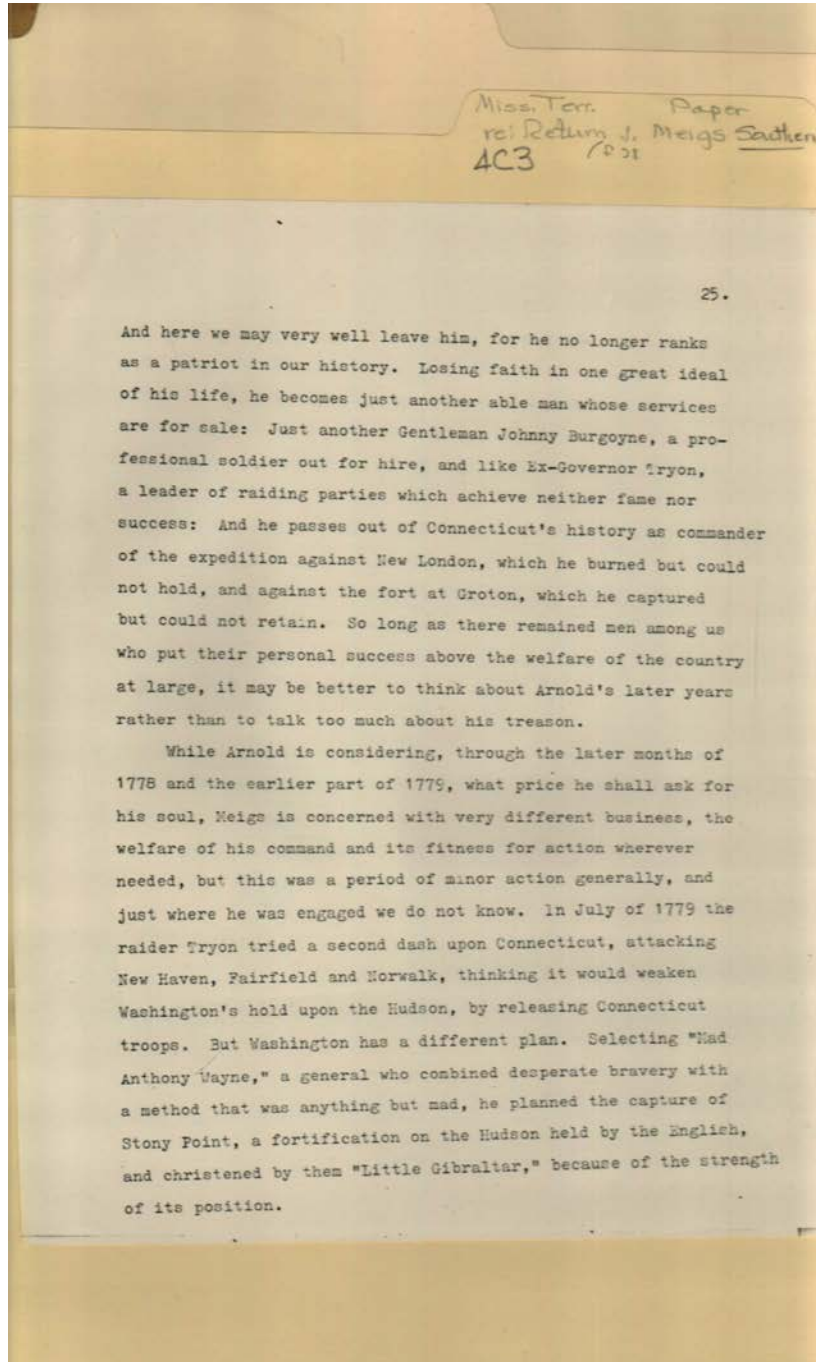 Miss. Terr. Paper
re: Return J. Meigs Southern
4C3
25.
And here we may very well leave him, for he no longer ranks
as a patriot in our history. Losing faith in one great ideal
of his life, he becomes just another able man whose services
are for sale: Just another Gentleman Johnny Burgoyne, a pro-
fessional soldier out for hire, and like Ex-Governor Tryon,
a leader of raiding parties which achieve neither fame nor
success: And he passes out of Connecticut's history as commander
of the expedition against New London, which he burned but could
not hold, and against the fort at Groton, which he captured
but could not retain. So long as there remained men among us
who put their personal success above the welfare of the country
at large, it may be better to think about Arnold's later years
rather than to talk too much about his treason.
While Arnold is considering, through the later months of
1778 and the earlier part of 1779, what price he shall ask for
his soul, Meigs is concerned with very different business, the
welfare of his command and its fitness for action wherever
needed, but this was a period of minor action generally, and
just where he was engaged we do not know. In July of 1779 the
raider Tryon tried a second dash upon Connecticut, attacking
New Haven, Fairfield and Norwalk, thinking it would weaken
Washington's hold upon the Hudson, by releasing Connecticut
troops. But Washington has a different plan. Selecting "Mad
Anthony Wayne," a general who combined desperate bravery with
a method that was anything but mad, he planned the capture of
Stony Point, a fortification on the Hudson held by the English,
and christened by them "Little Gibraltar," because of the strength
of its position.